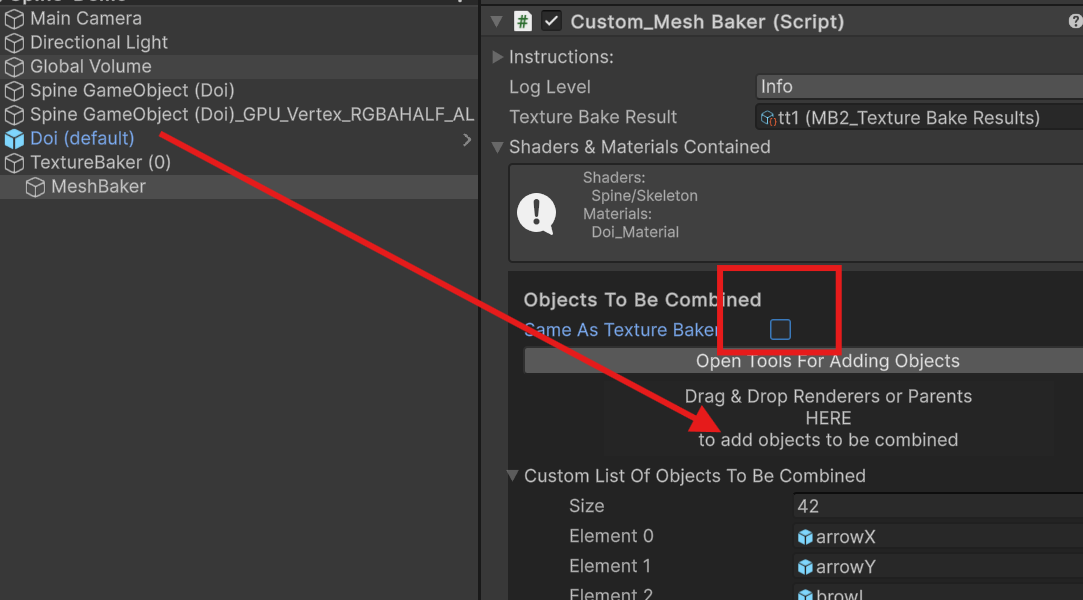 Main Camera
Directional Light
Global Volume
Spine GameObject (Doi)
Spine GameObject (Doi)_GPU_Vertex_RGBAHALF_AL
Doi (default)
TextureBaker (0)
MeshBaker
# Custom_Mesh Baker (Script)
Instructions:
Log Level Info
Texture Bake Result tt1 (MB2_Texture Bake Results)
Shaders & Materials Contained
Shaders:
Spine/Skeleton
Materials:
Doi_Material
Objects To Be Combined
Same As Texture Baker
Open Tools For Adding Objects
Drag & Drop Renderers or Parents
HERE
to add objects to be combined
Custom List Of Objects To Be Combined
Size 42
Element 0 arrowX
Element 1 arrowY
Element 2 browL